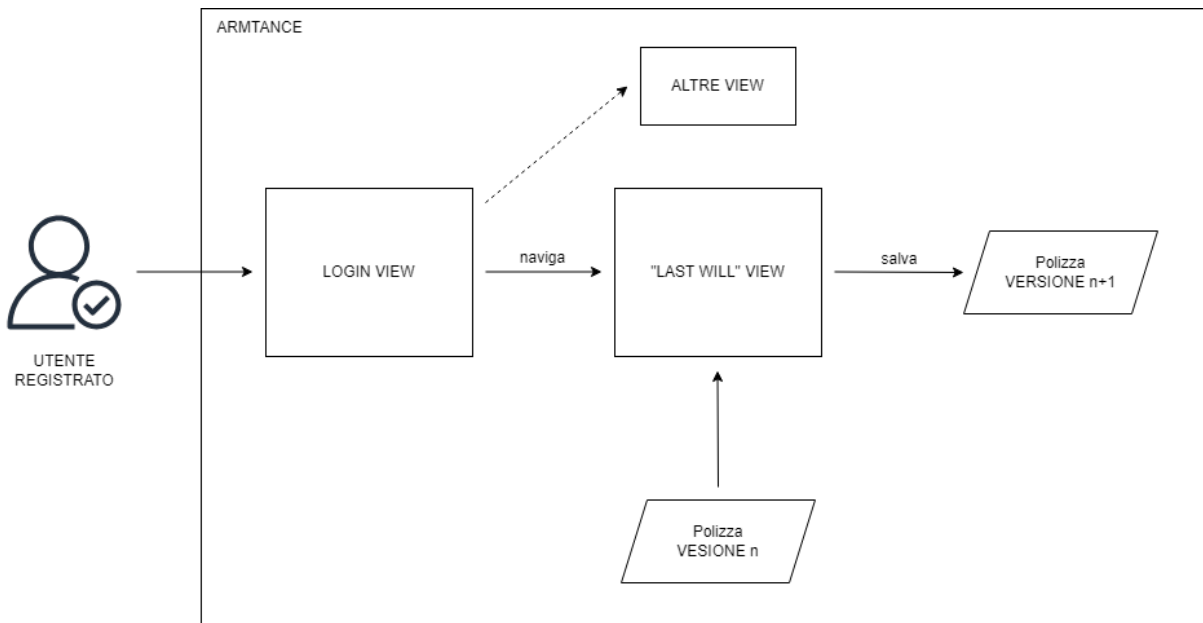 ARMTANCE
ALTRE VIEW
LOGIN VIEW
naviga
"LAST WILL" VIEW
salva
Polizza
VERSIONE n+1
UTENTE
REGISTRATO
Polizza
VESIONE n